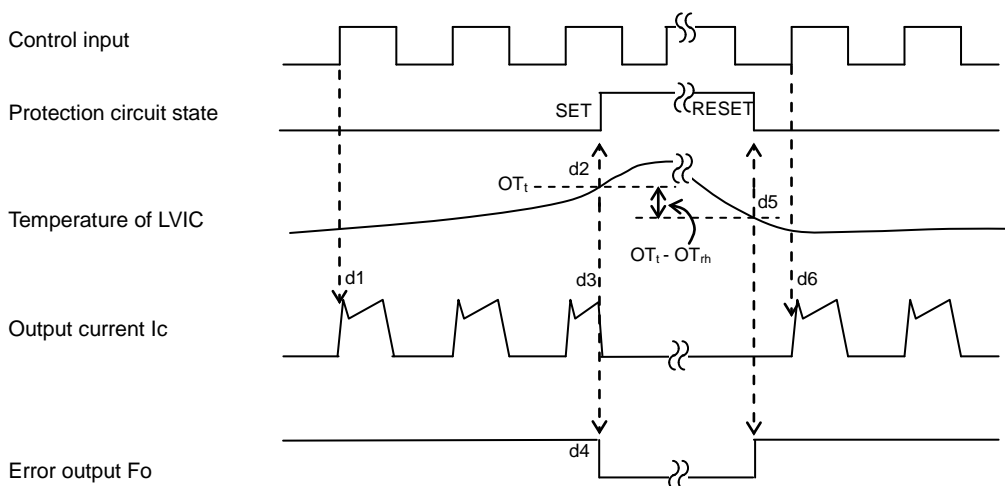 Control input
Protection circuit state
SET
RESET
d2
OTt
d5
Temperature of LVIC
OTt - OTrh
d1
d3
d6
Output current Ic
d4
Error output Fo